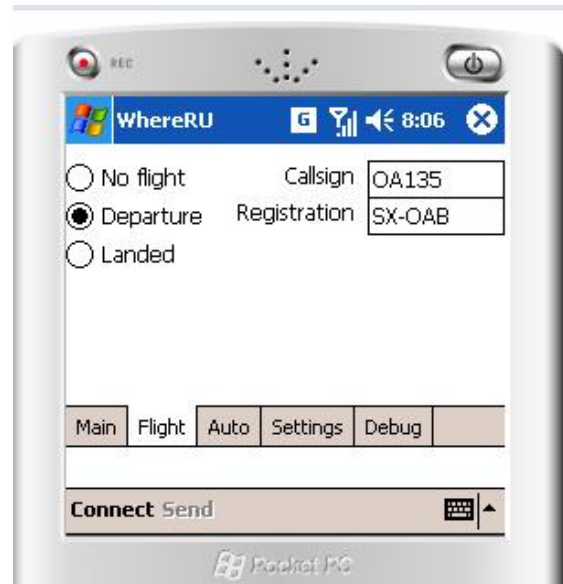 REC
WhereRU G 8:06
No flight Callsign OA135
Departure Registration SX-OAB
Landed
Main Flight Auto Settings Debug
Connect Send
Pocket PC